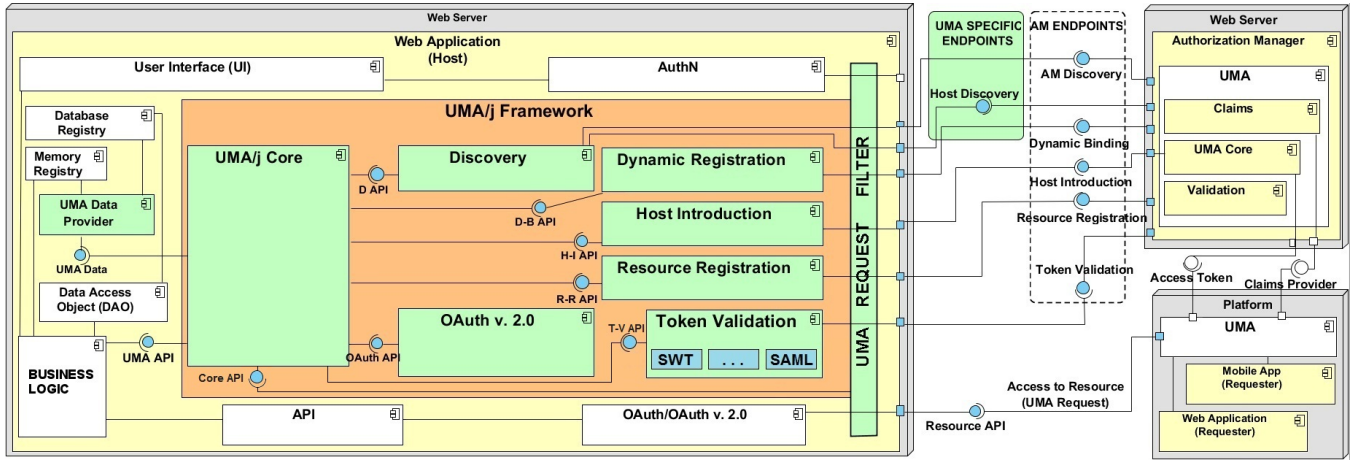 Web Server
Web Application
(Host)
User Interface (UI)
AuthN
Database
Registry
Memory
Registry
UMA Data
Provider
UMA Data
Data Access
Object (DAO)
UMA API
BUSINESS
LOGIC
UMA/j Framework
UMA/j Core
D API
Discovery
D-B API
Dynamic Registration
H-I API
Host Introduction
R-R API
Resource Registration
OAuth API
OAuth v. 2.0
T-V API
Token Validation
SWT
. . .
SAML
Core API
API
OAuth/OAuth v. 2.0
UMA REQUEST FILTER
UMA SPECIFIC
ENDPOINTS
Host Discovery
AM ENDPOINTS
AM Discovery
Dynamic Binding
Host Introduction
Resource Registration
Token Validation
Resource API
Access to Resource
(UMA Request)
Web Server
Authorization Manager
UMA
Claims
UMA Core
Validation
Access Token
Claims Provider
Platform
UMA
Mobile App
(Requester)
Web Application
(Requester)